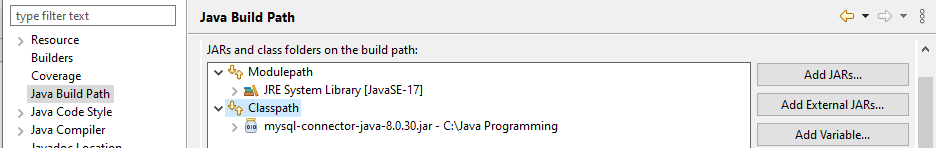 type filter text
Resource
Builders
Coverage
Java Build Path
Java Code Style
Java Compiler
Javadoc Location
Java Build Path
JARs and class folders on the build path:
Modulepath
JRE System Library [JavaSE-17]
Classpath
mysql-connector-java-8.0.30.jar - C:\Java Programming
Add JARs...
Add External JARs...
Add Variable...